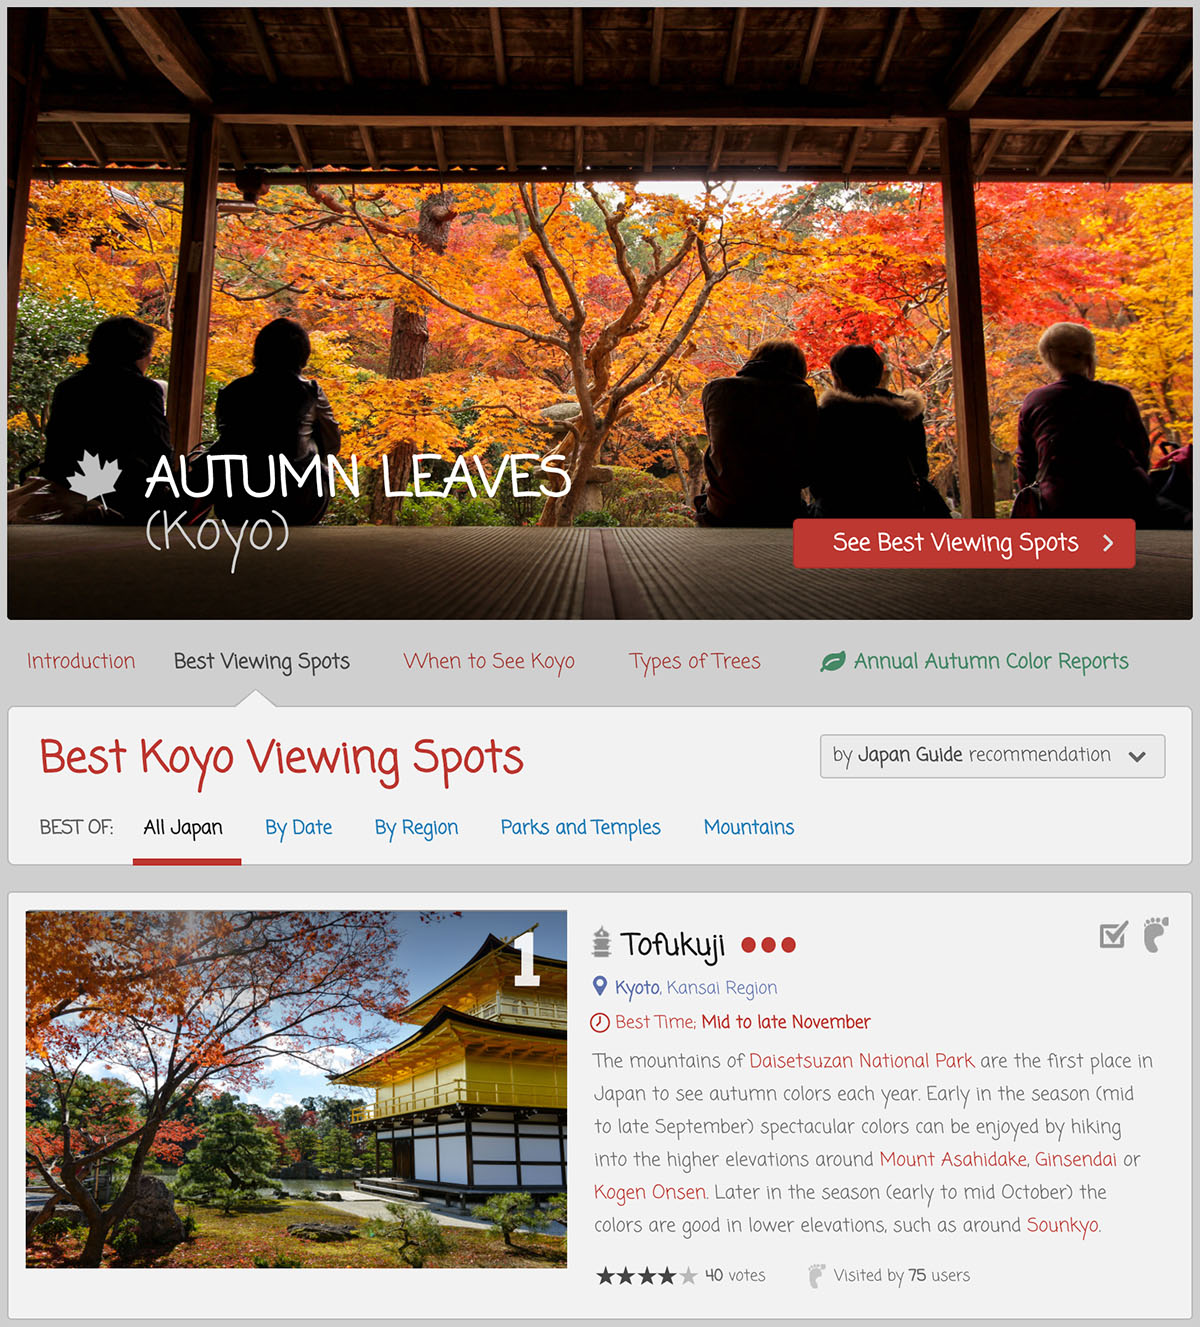 AUTUMN LEAVES
(Koyo)
See Best Viewing Spots
Introduction
Best Viewing Spots
When to See Koyo
Types of Trees
Annual Autumn Color Reports
Best Koyo Viewing Spots
by Japan Guide recommendation
BEST OF:
All Japan
By Date
By Region
Parks and Temples
Mountains
1
Tofukuji
Kyoto, Kansai Region
Best Time; Mid to late November
The mountains of Daisetsuzan National Park are the first place in
Japan to see autumn colors each year. Early in the season (mid
to late September) spectacular colors can be enjoyed by hiking
into the higher elevations around Mount Asahidake, Ginsendai or
Kogen Onsen. Later in the season (early to mid October) the
colors are good in lower elevations, such as around Sounkyo.
40 votes
Visited by 75 users